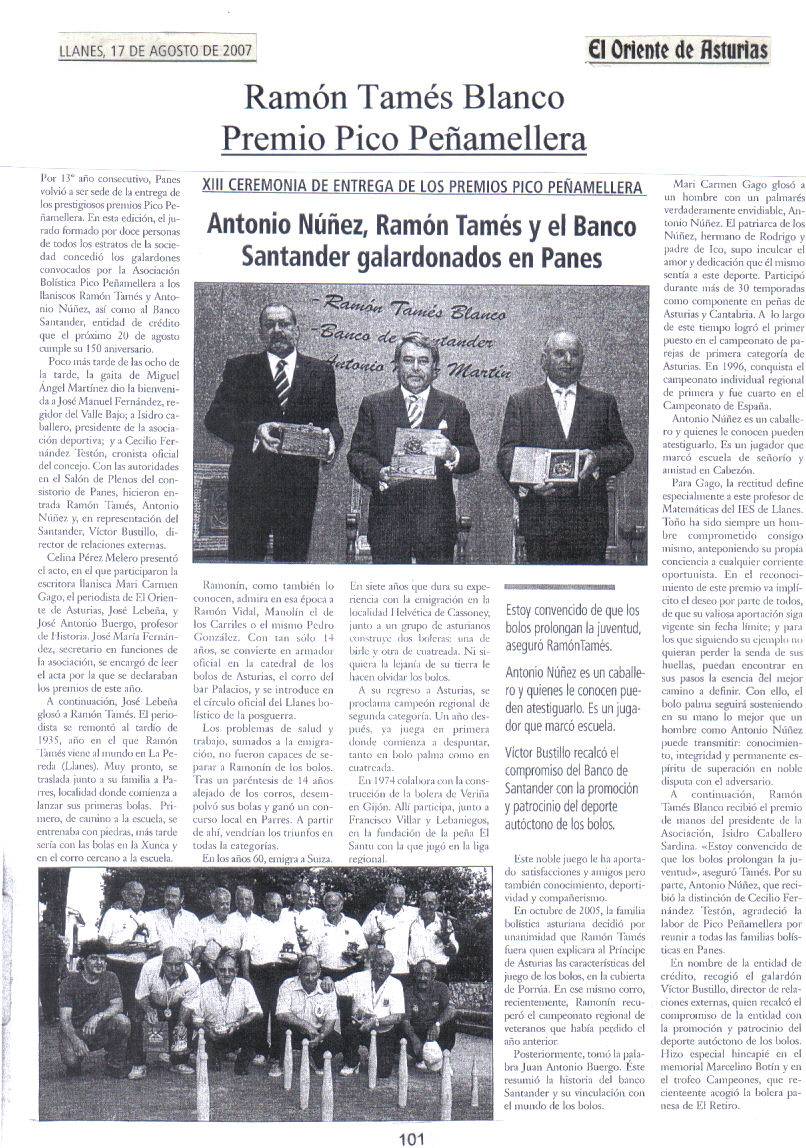 LLANES, 17 DE AGOSTO DE 2007
El Oriente de Asturias
Ramón Tamés Blanco
Premio Pico Peñamellera
XIII CEREMONIA DE ENTREGA DE LOS PREMIOS PICO PEÑAMELLERA
Antonio Núñez, Ramón Tamés y el Banco
Santander galardonados en Panes
Por 13º año consecutivo, Panes
volvió a ser sede de la entrega de
los prestigiosos premios Pico Pe-
ñamellera. En esta edición, el ju-
rado formado por doce personas
de todos los estratos de la socie-
dad concedió los galardones
convocados por la Asociación
Bolística Pico Peñamellera a los
llaniscos Ramón Tamés y Anto-
nio Núñez, así como al Banco
Santander, entidad de crédito
que el próximo 20 de agosto
cumple su 150 aniversario.
Poco más tarde de las ocho de
la tarde, la gaita de Miguel
Ángel Martínez dio la bienveni-
da a José Manuel Fernández, re-
gidor del Valle Bajo; a Isidro ca-
ballero, presidente de la asocia-
ción deportiva; y a Cecilio Fer-
nández Testón, cronista oficial
del concejo. Con las autoridades
en el Salón de Plenos del con-
sistorio de Panes, hicieron en-
trada Ramón Tamés, Antonio
Núñez y, en representación del
Santander, Víctor Bustillo, di-
rector de relaciones externas.
Celina Pérez Melero presentó
el acto, en el que participaron la
escritora llanisca Mari Carmen
Gago, el periodista de El Orien-
te de Asturias, José Lebeña, y
José Antonio Buergo, profesor
de Historia. José María Fernán-
dez, secretario en funciones de
la asociación, se encargó de leer
el acta por la que se declaraban
los premios de este año.
A continuación, José Lebeña
glosó a Ramón Tamés. El perio-
dista se remontó al tardío de
1935, año en el que Ramón
Tamés viene al mundo en La Pe-
reda (Llanes). Muy pronto, se
traslada junto a su familia a Pa-
rres, localidad donde comienza a
lanzar sus primeras bolas. Pri-
mero, de camino a la escuela, se
entrenaba con piedras, más tarde
sería con las bolas en la Xunca y
en el corro cercano a la escuela.
-Ramón Tamés Blanco
-Banco de Santander
Antonio Martín
Ramonín, como también lo
conocen, admira en esa época a
Ramón Vidal, Manolín el de
los Carriles o el mismo Pedro
González. Con tan sólo 14
años, se convierte en armador
oficial en la catedral de los
bolos de Asturias, el corro del
bar Palacios, y se introduce en
el círculo oficial del Llanes bo-
lístico de la posguerra.
Los problemas de salud y
trabajo, sumados a la emigra-
ción, no fueron capaces de se-
parar a Ramonín de los bolos.
Tras un paréntesis de 14 años
alejado de los corros, desem-
polvó sus bolas y ganó un con-
curso local en Parres. A partir
de ahí, vendrían los triunfos en
todas la categorías.
En los años 60, emigra a Suiza.
En siete años que dura su expe-
riencia con la emigración en la
localidad Helvética de Cassoney,
junto a un grupo de asturianos
construye dos boleras: una de
birle y otra de cuatreada. Ni si-
quiera la lejanía de su tierra le
hacen olvidar los bolos.
A su regreso a Asturias, se
proclama campeón regional de
segunda categoría. Un año des-
pués, ya juega en primera
donde comienza a despuntar,
tanto en bolo palma como en
cuatreada.
En 1974 colabora con la cons-
trucción de la bolera de Veriña
en Gijón. Allí participa, junto a
Francisco Villar y Lebaniegos,
en la fundación de la peña El
Santu con la que jugó en la liga
regional.
Estoy convencido de que los
bolos prolongan la juventud,
aseguró RamónTamés.
Antonio Núñez es un caballe-
ro y quienes le conocen pue-
den atestiguarlo. Es un juga-
dor que marcó escuela.
Víctor Bustillo recalcó el
compromiso del Banco de
Santander con la promoción
y patrocinio del deporte
autóctono de los bolos.
Este noble juego le ha aporta-
do satisfacciones y amigos pero
también conocimiento, deporti-
vidad y compañerismo.
En octubre de 2005, la familia
bolística asturiana decidió por
unanimidad que Ramón Tamés
fuera quien explicara al Príncipe
de Asturias las características del
juego de los bolos, en la cubierta
de Porrúa. En ese mismo corro,
recientemente, Ramonín recu-
peró el campeonato regional de
veteranos que había perdido el
año anterior.
Posteriormente, tomó la pala-
bra Juan Antonio Buergo. Éste
resumió la historia del banco
Santander y su vinculación con
el mundo de los bolos.
Mari Carmen Gago glosó a
un hombre con un palmarés
verdaderamente envidiable, An-
tonio Núñez. El patriarca de los
Núñez, hermano de Rodrigo y
padre de Ico, supo inculcar el
amor y dedicación que él mismo
sentía a este deporte. Participó
durante más de 30 temporadas
como componente en peñas de
Asturias y Cantabria. A lo largo
de este tiempo logró el primer
puesto en el campeonato de pa-
rejas de primera categoría de
Asturias. En 1996, conquista el
campeonato individual regional
de primera y fue cuarto en el
Campeonato de España.
Antonio Núñez es un caballe-
ro y quienes le conocen pueden
atestiguarlo. Es un jugador que
marcó escuela de señorío y
amistad en Cabezón.
Para Gago, la rectitud define
especialmente a este profesor de
Matemáticas del IES de Llanes.
Toño ha sido siempre un hom-
bre comprometido consigo
mismo, anteponiendo su propia
conciencia a cualquier corriente
oportunista. En el reconoci-
miento de este premio va implí-
cito el deseo por parte de todos,
de que su valiosa aportación siga
vigente sin fecha límite; y para
los que siguiendo su ejemplo no
quieran perder la senda de sus
huellas, puedan encontrar en
sus pasos la esencia del mejor
camino a definir. Con ello, el
bolo palma seguirá sosteniendo
en su mano lo mejor que un
hombre como Antonio Núñez
puede transmitir: conocimien-
to, integridad y permanente es-
píritu de superación en noble
disputa con el adversario.
A continuación, Ramón
Tamés Blanco recibió el premio
de manos del presidente de la
Asociación, Isidro Caballero
Sardina. «Estoy convencido de
que los bolos prolongan la ju-
ventud», aseguró Tamés. Por su
parte, Antonio Núñez, que reci-
bió la distinción de Cecilio Fer-
nández Testón, agradeció la
labor de Pico Peñamellera por
reunir a todas las familias bolís-
ticas en Panes.
En nombre de la entidad de
crédito, recogió el galardón
Víctor Bustillo, director de rela-
ciones externas, quien recalcó el
compromiso de la entidad con
la promoción y patrocinio del
deporte autóctono de los bolos.
Hizo especial hincapié en el
memorial Marcelino Botín y en
el trofeo Campeones, que re-
cienteente acogió la bolera pa-
nesa de El Retiro.
101